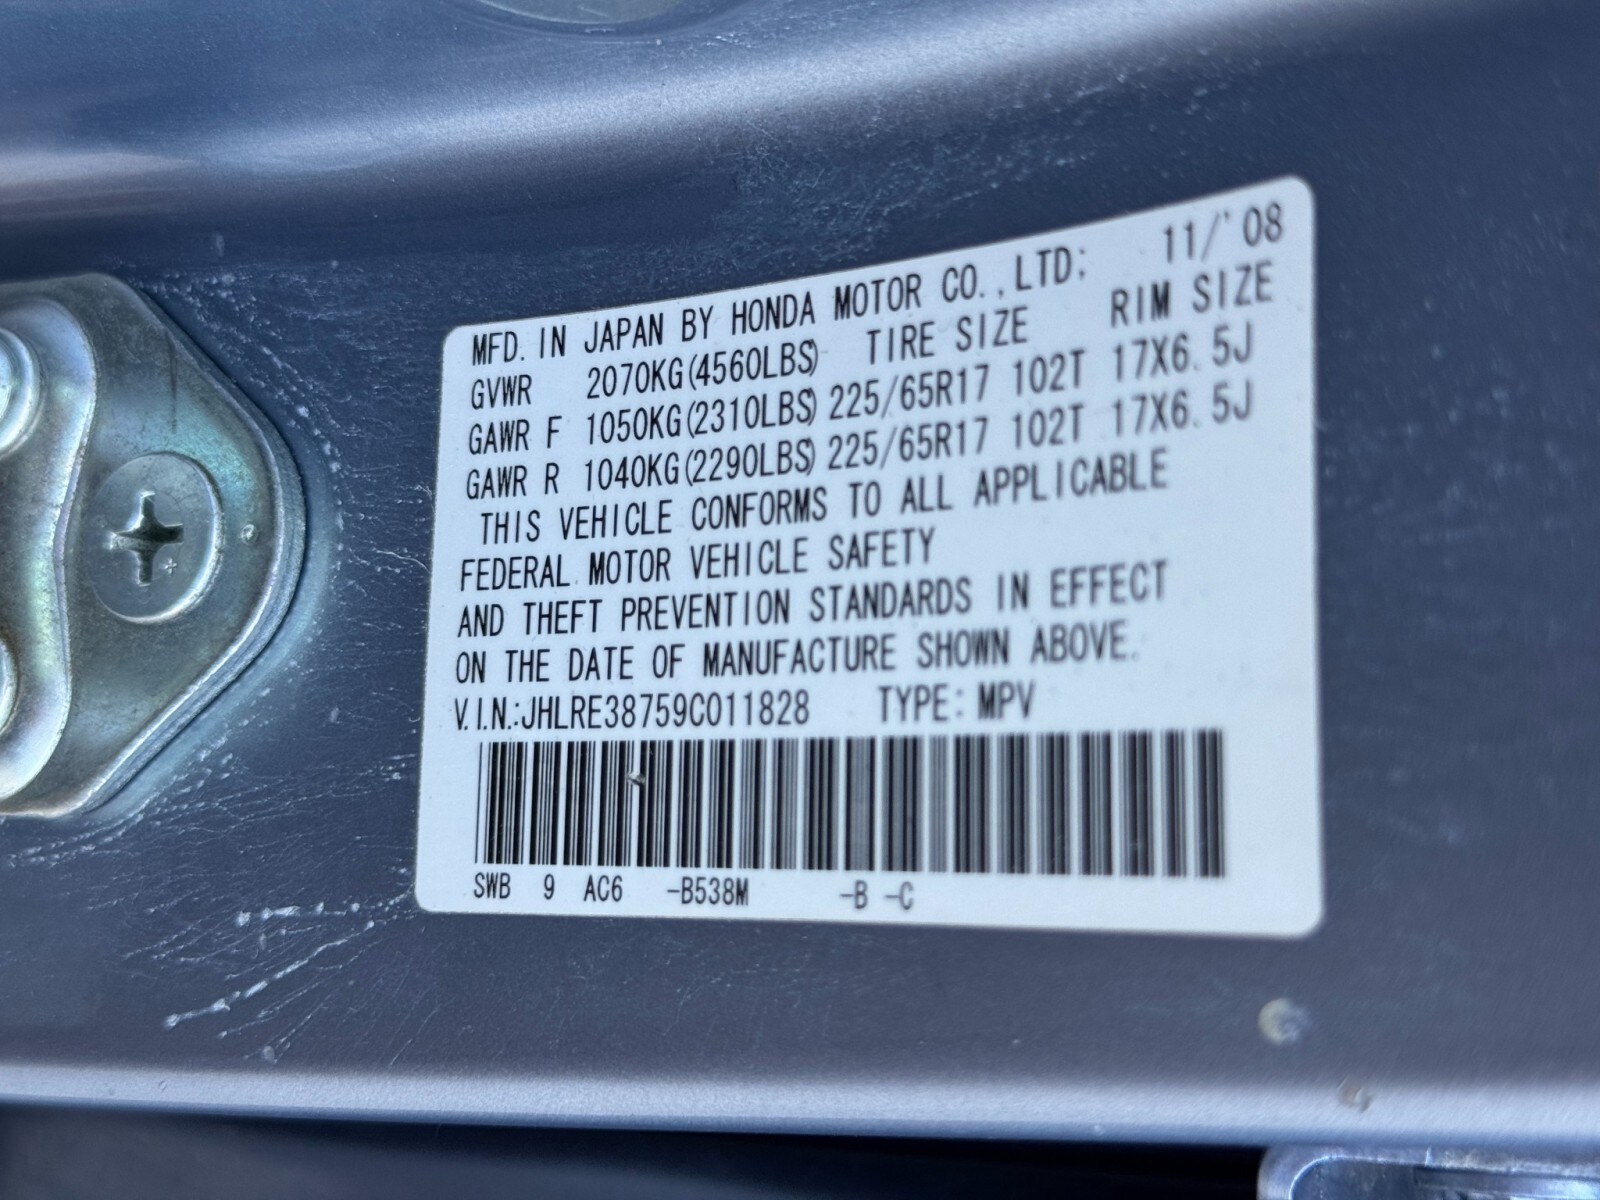 MFD. IN JAPAN BY HONDA MOTOR CO.,LTD; 11/'08
GVWR 2070KG(4560LBS) TIRE SIZE RIM SIZE
GAWR F 1050KG(2310LBS) 225/65R17 102T 17X6.5J
GAWR R 1040KG(2290LBS) 225/65R17 102T 17X6.5J
THIS VEHICLE CONFORMS TO ALL APPLICABLE
FEDERAL MOTOR VEHICLE SAFETY
AND THEFT PREVENTION STANDARDS IN EFFECT
ON THE DATE OF MANUFACTURE SHOWN ABOVE.
V.I.N.:JHLRE38759C011828 TYPE: MPV
SWB 9 AC6 -B538M -B -C